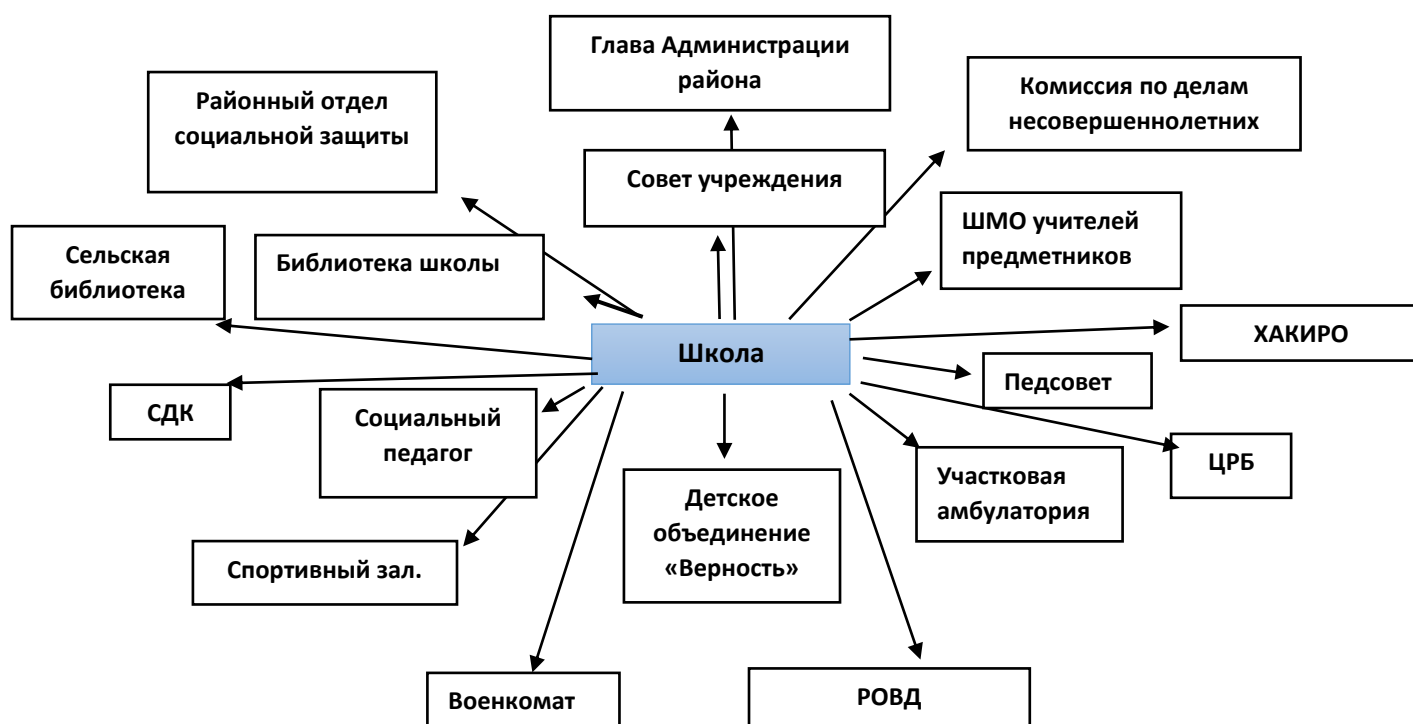 Глава Администрации
района
Районный отдел
социальной защиты
Комиссия по делам
несовершеннолетних
Совет учреждения
ШМО учителей
предметников
Сельская
библиотека
Библиотека школы
ХАКИРО
Школа
Педсовет
СДК
Социальный
педагог
ЦРБ
Участковая
амбулатория
Детское
объединение
«Верность»
Спортивный зал.
Военкомат
РОВД